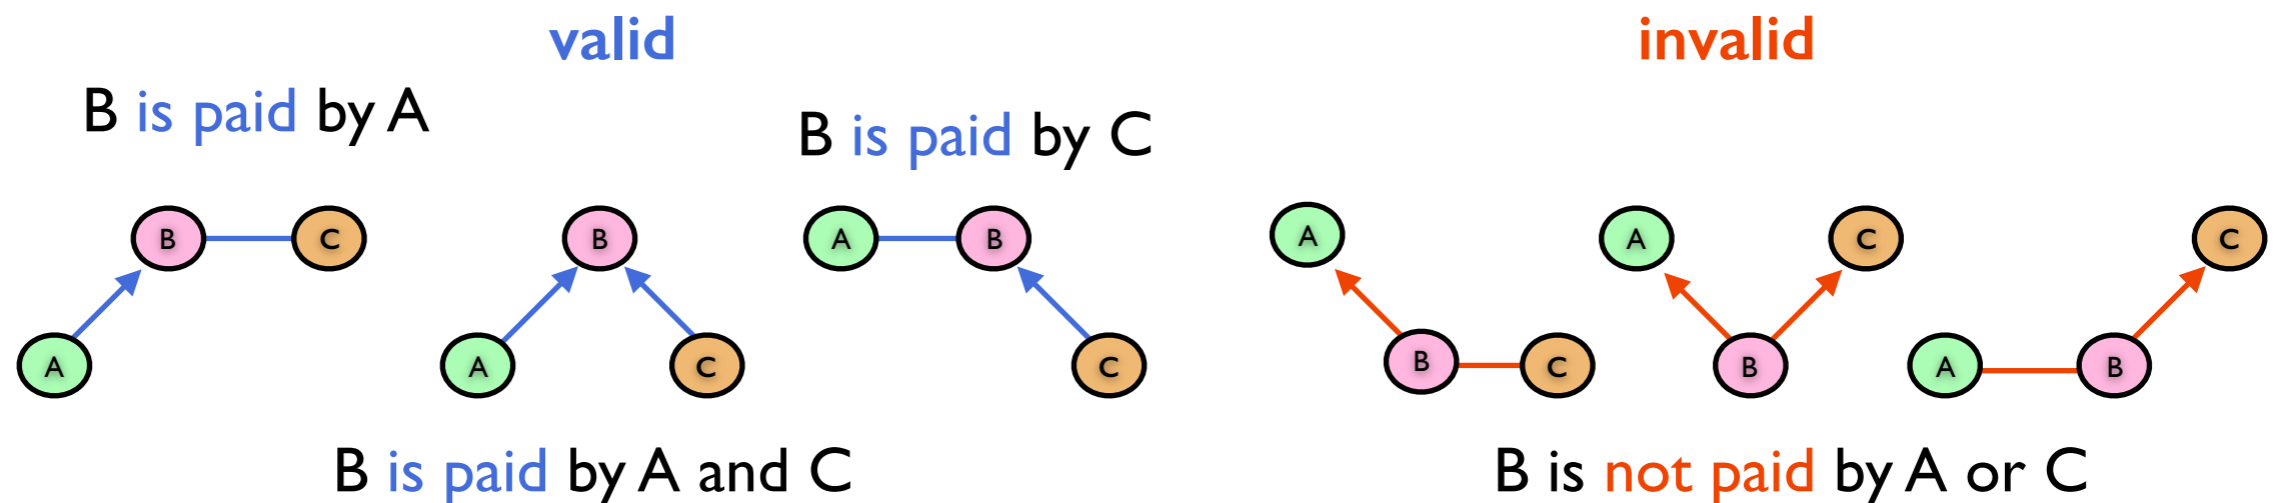 valid
invalid
B is paid by A
B is paid by C
B C
A
B
A C
A B
C
A
B C
A C
B
C
A B
B is paid by A and C
B is not paid by A or C